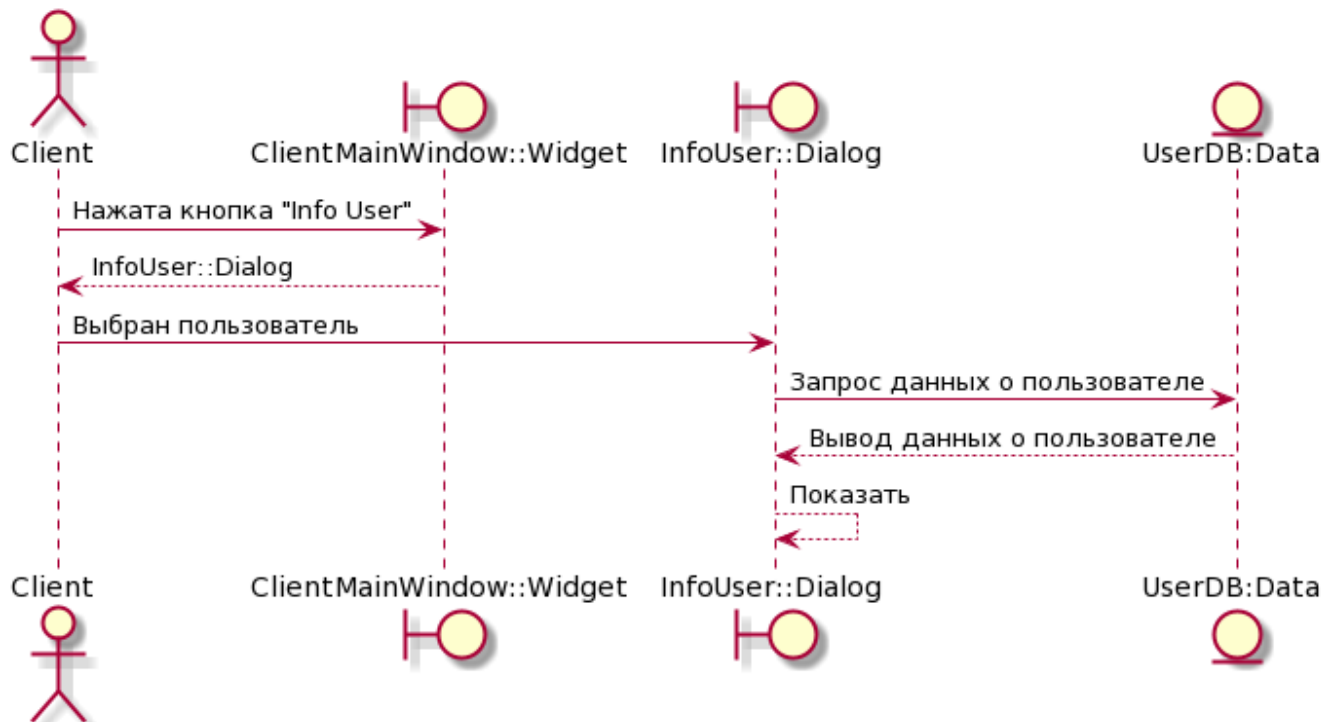 Client
ClientMainWindow::Widget
InfoUser::Dialog
UserDB:Data
Нажата кнопка "Info User"
InfoUser::Dialog
Выбран пользователь
Запрос данных о пользователе
Вывод данных о пользователе
Показать
Client
ClientMainWindow::Widget
InfoUser::Dialog
UserDB:Data